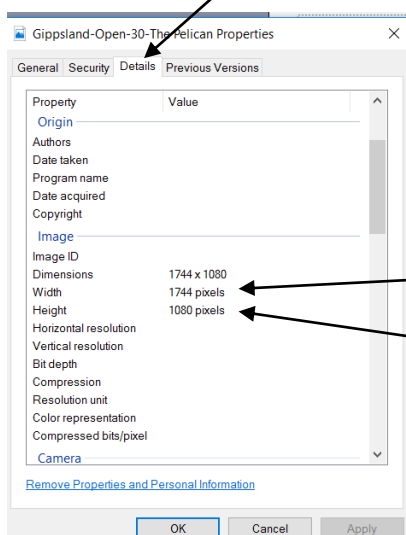 Gippsland-Open-30-The Pelican Properties
General Security Details Previous Versions
Property Value
Origin
Authors
Date taken
Program name
Date acquired
Copyright
Image
Image ID
Dimensions 1744 x 1080
Width 1744 pixels
Height 1080 pixels
Horizontal resolution
Vertical resolution
Bit depth
Compression
Resolution unit
Color representation
Compressed bits/pixel
Camera
Remove Properties and Personal Information
OK Cancel Apply